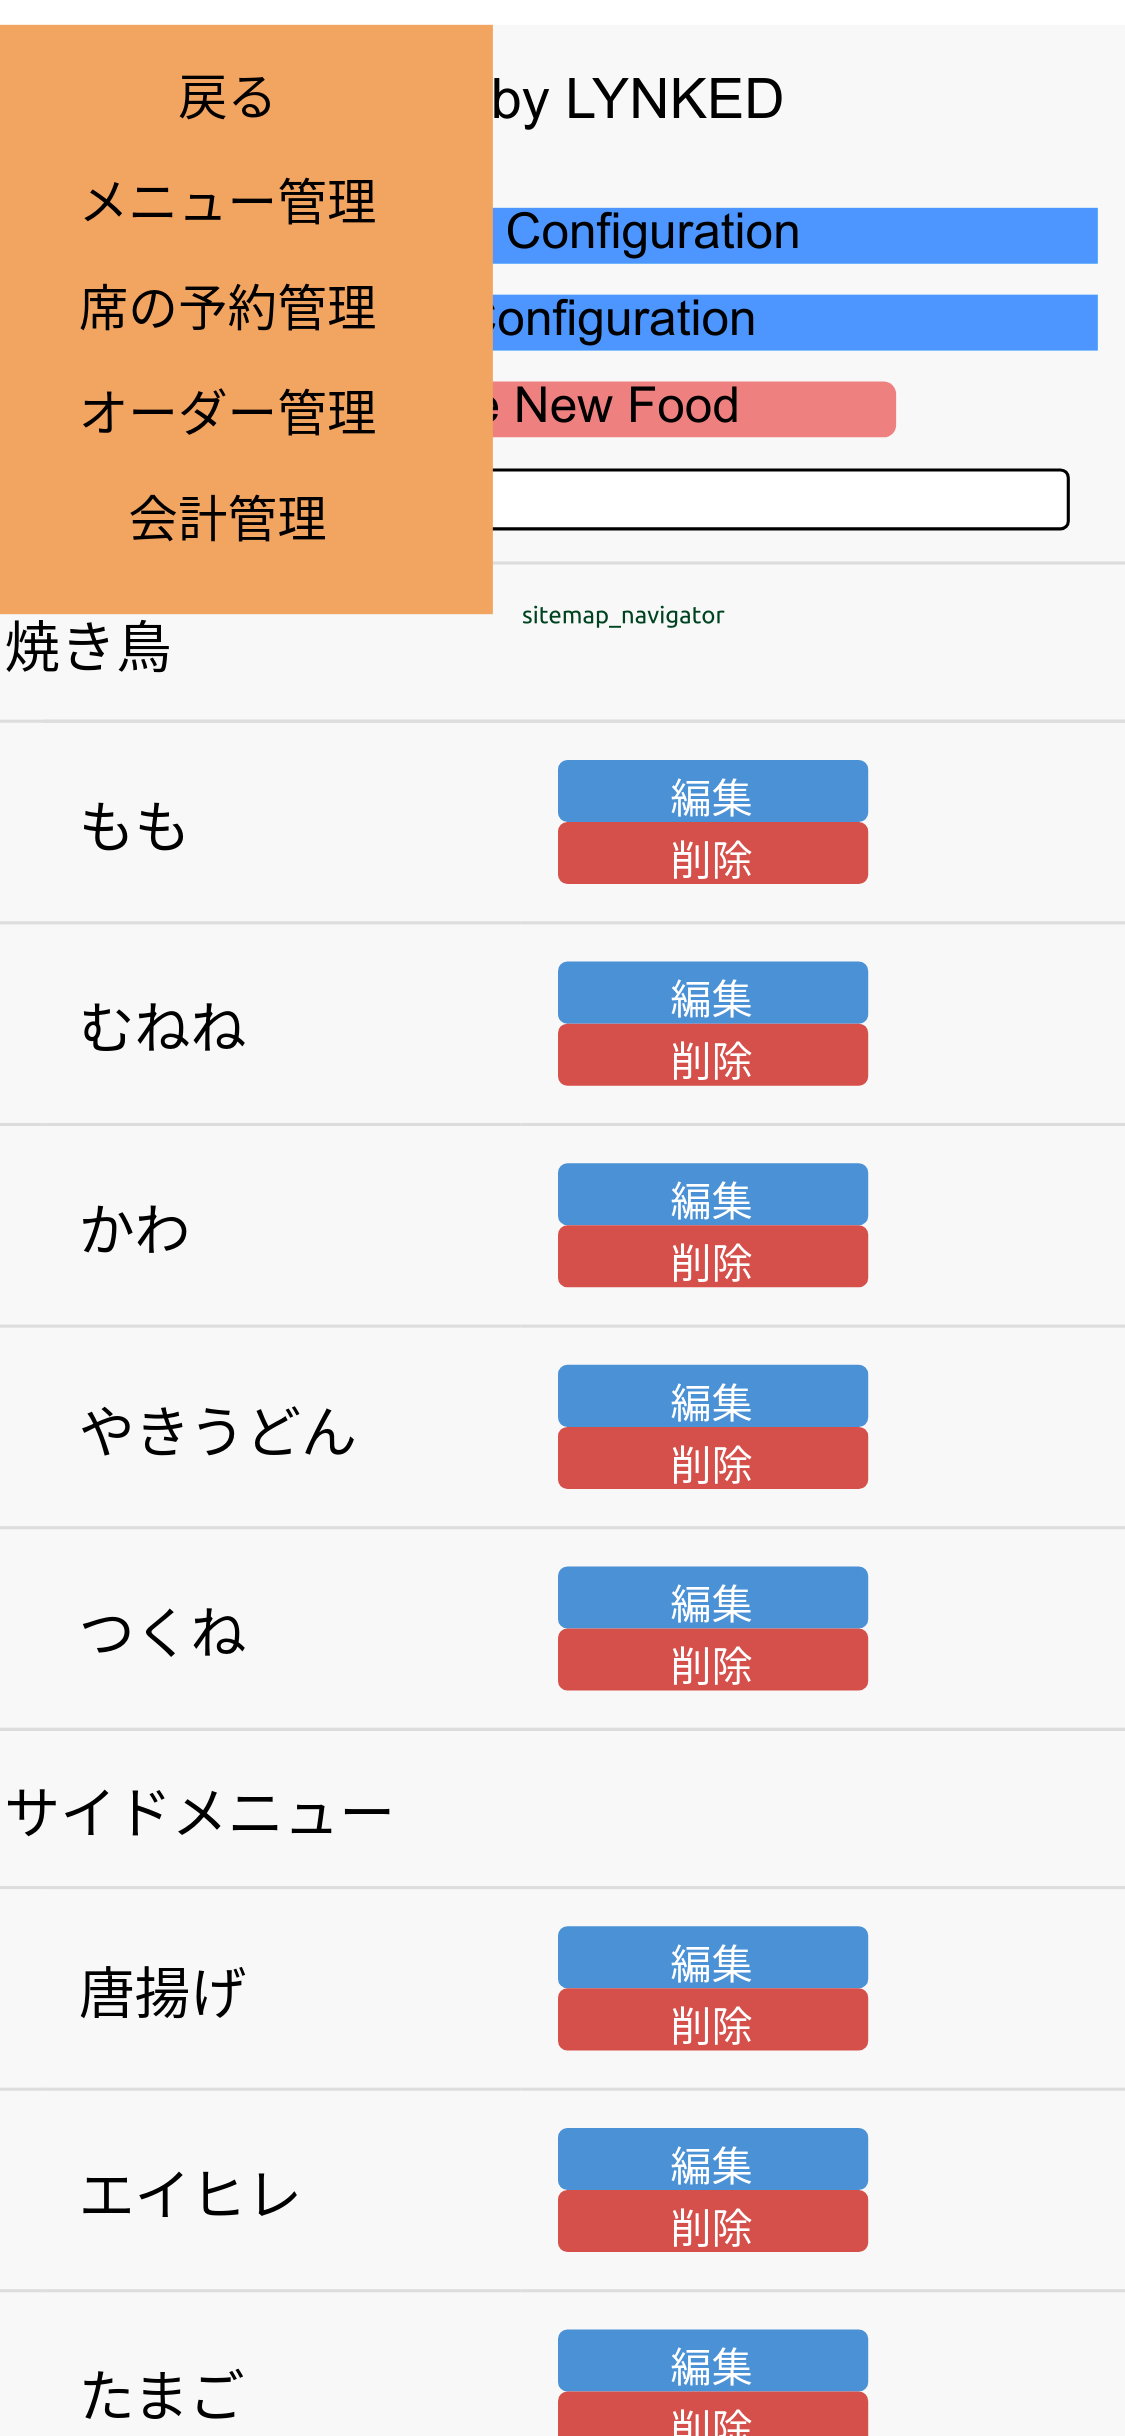 戻る
by LYNKED
メニュー管理
Configuration
席の予約管理
onfiguration
オーダー管理
New Food
会計管理
sitemap_navigator
焼き鳥
もも
編集
削除
むねね
編集
削除
かわ
編集
削除
やきうどん
編集
削除
つくね
編集
削除
サイドメニュー
唐揚げ
編集
削除
エイヒレ
編集
削除
たまご
編集
削除